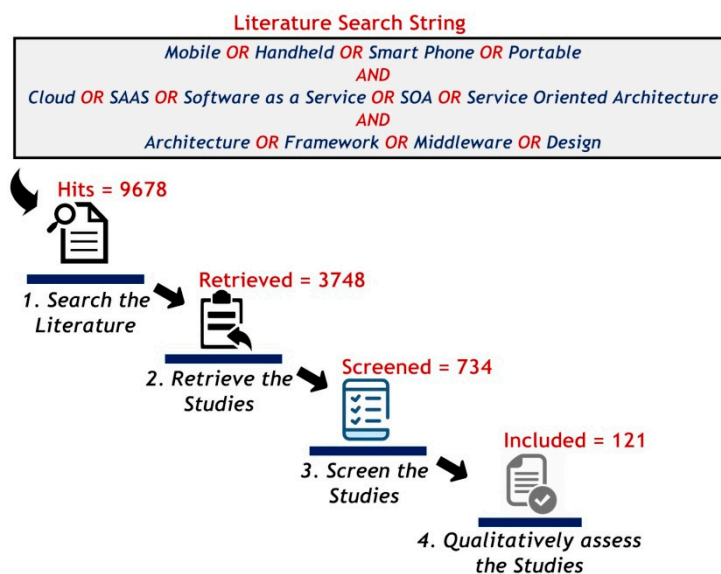 Literature Search String
Mobile OR Handheld OR Smart Phone OR Portable
AND
Cloud OR SAAS OR Software as a Service OR SOA OR Service Oriented Architecture
AND
Architecture OR Framework OR Middleware OR Design
Hits = 9678
1. Search the
Literature
Retrieved = 3748
2. Retrieve the
Studies
Screened = 734
3. Screen the
Studies
Included = 121
4. Qualitatively assess
the Studies